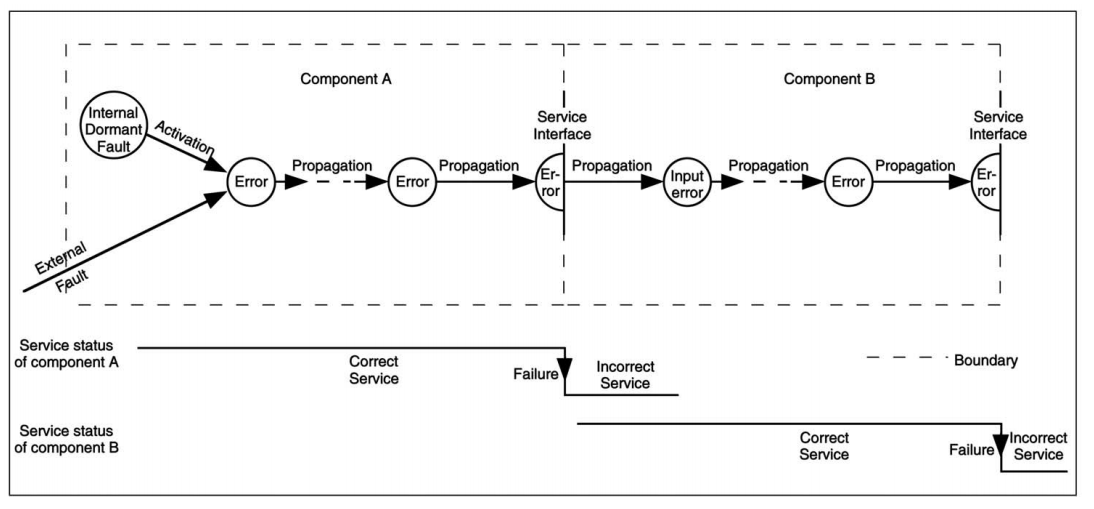 Component A
Component B
Internal
Dormant
Fault
Activation
Service
Interface
Service
Interface
Error
Propagation
Error
Propagation
Er-
ror
Propagation
Input
error
Propagation
Error
Propagation
Er-
ror
External
Fault
Service status
of component A
Correct
Service
Failure
Incorrect
Service
Boundary
Service status
of component B
Correct
Service
Failure
Incorrect
Service